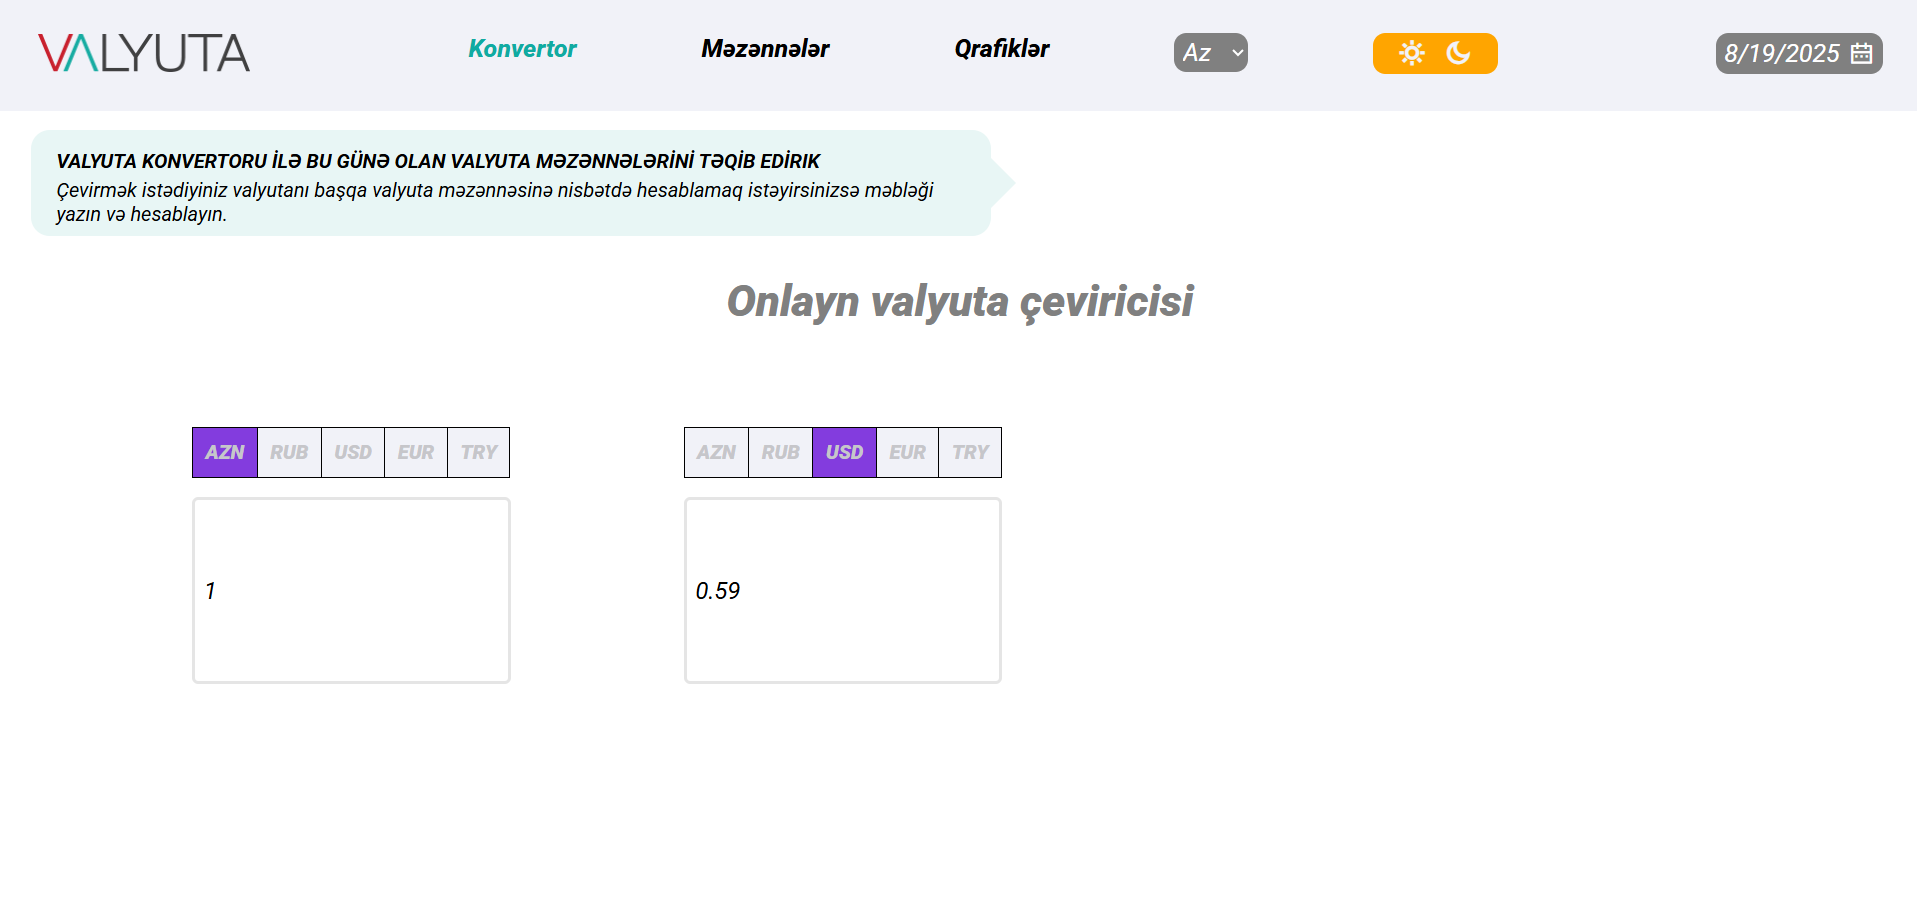 VALYUTA
Konvertor
Məzənnələr
Qrafiklər
Az
8/19/2025
VALYUTA KONVERTORU İLƏ BU GÜNƏ OLAN VALYUTA MƏZƏNNƏLƏRİNİ TƏQİB EDİRIK
Çevirmək istədiyiniz valyutanı başqa valyuta məzənnəsinə nisbətdə hesablamaq istəyirsinizsə məbləği
yazın və hesablayın.
Onlayn valyuta çeviricisi
AZN RUB USD EUR TRY
AZN RUB USD EUR TRY
1
0.59